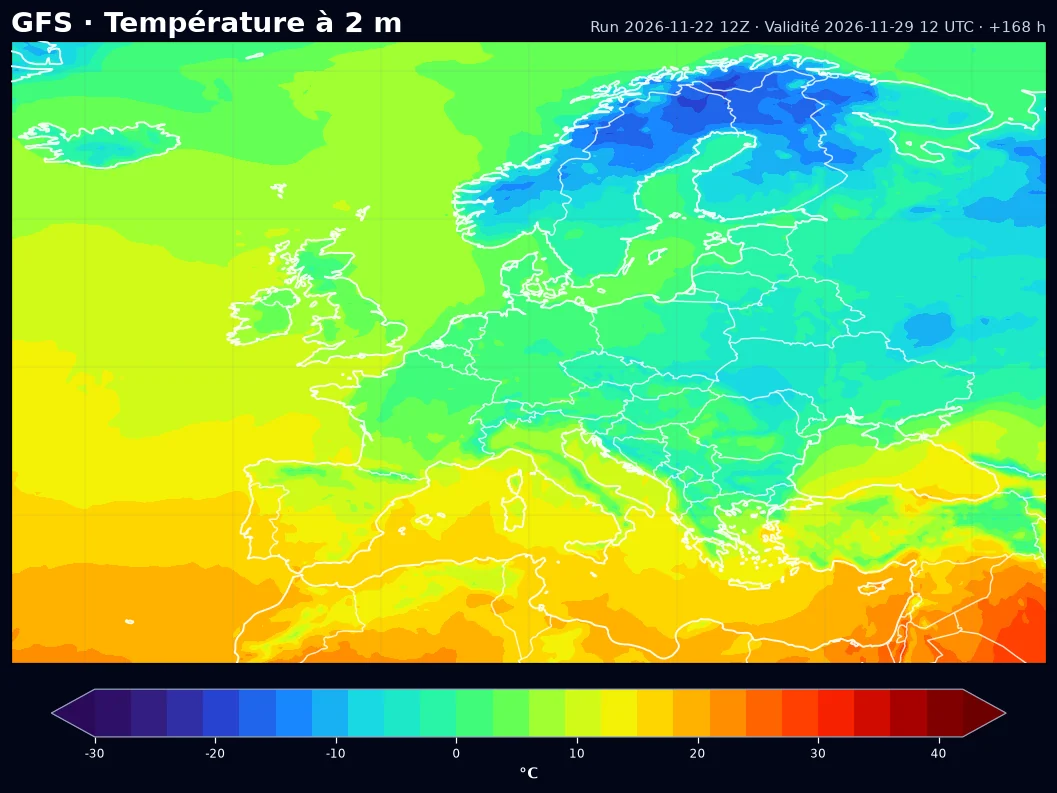 GFS · Température à 2 m
Run 2026-11-22 12Z · Validité 2026-11-29 12 UTC · +168 h
-30 -20 -10 0 10 20 30 40
°C